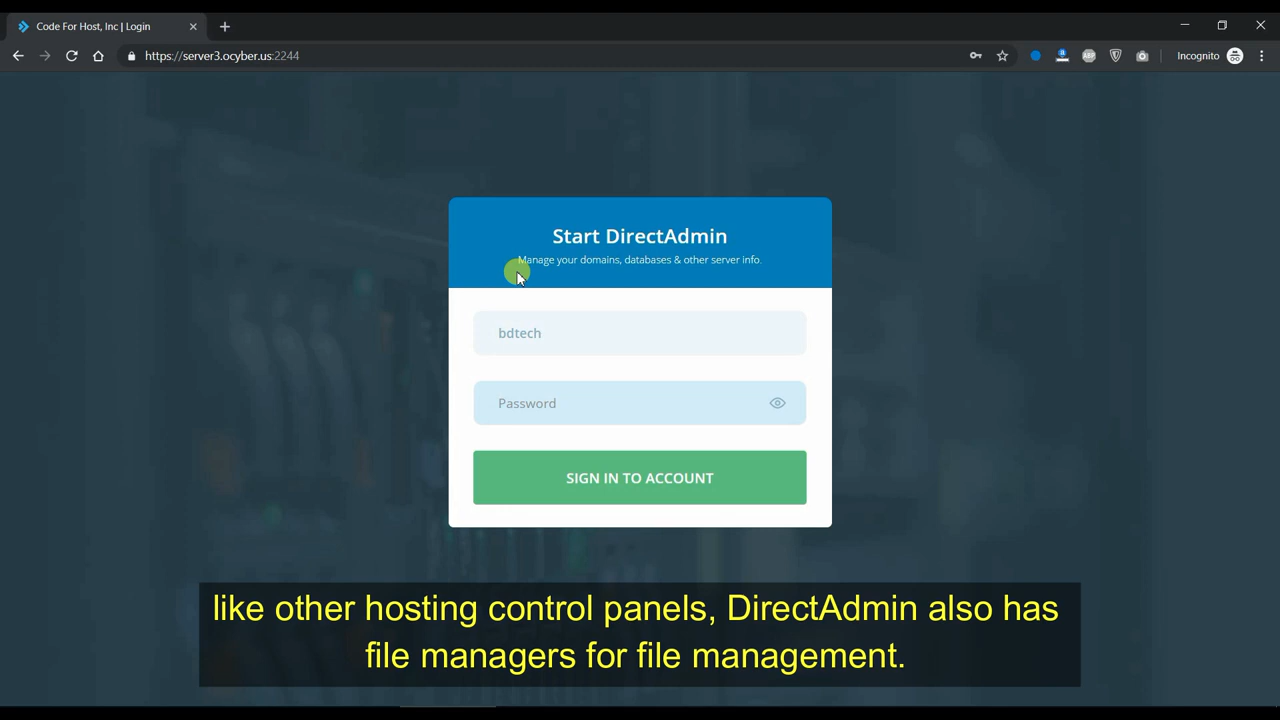 Code For Host, Inc | Login
https://server3.ocyber.us:2244
ABP
Incognito
Start DirectAdmin
Manage your domains, databases & other server info.
bdtech
Password
SIGN IN TO ACCOUNT
like other hosting control panels, DirectAdmin also has
file managers for file management.